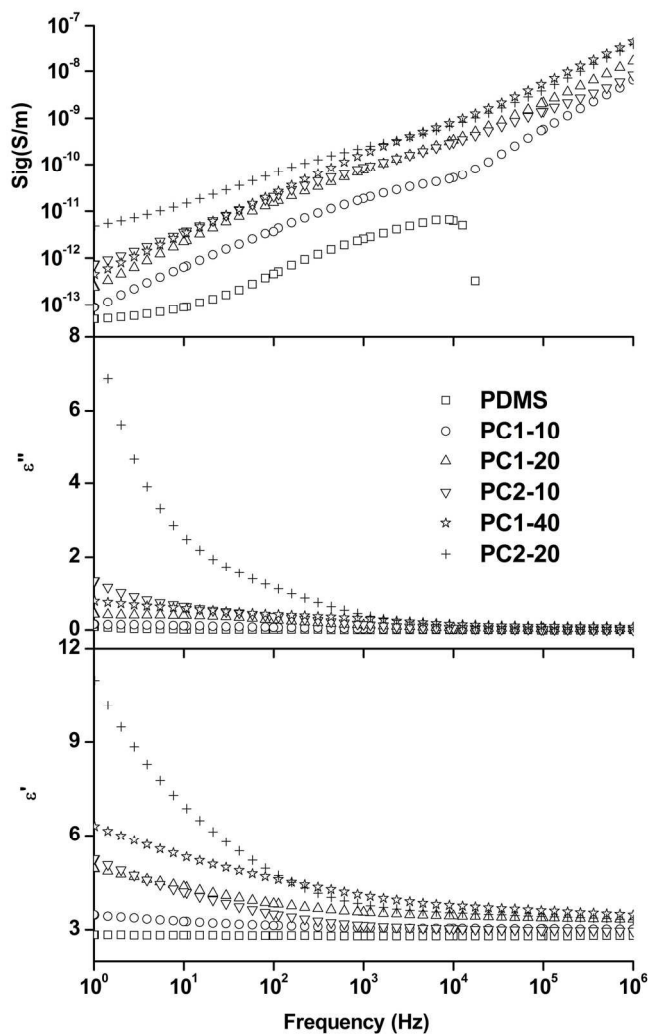 10⁻⁷
10⁻⁸
10⁻⁹
10⁻¹⁰
10⁻¹¹
10⁻¹²
10⁻¹³
Sig(S/m)
8
6
4
2
0
ε''
PDMS
PC1-10
PC1-20
PC2-10
PC1-40
PC2-20
12
9
6
3
ε'
10⁰ 10¹ 10² 10³ 10⁴ 10⁵ 10⁶
Frequency (Hz)